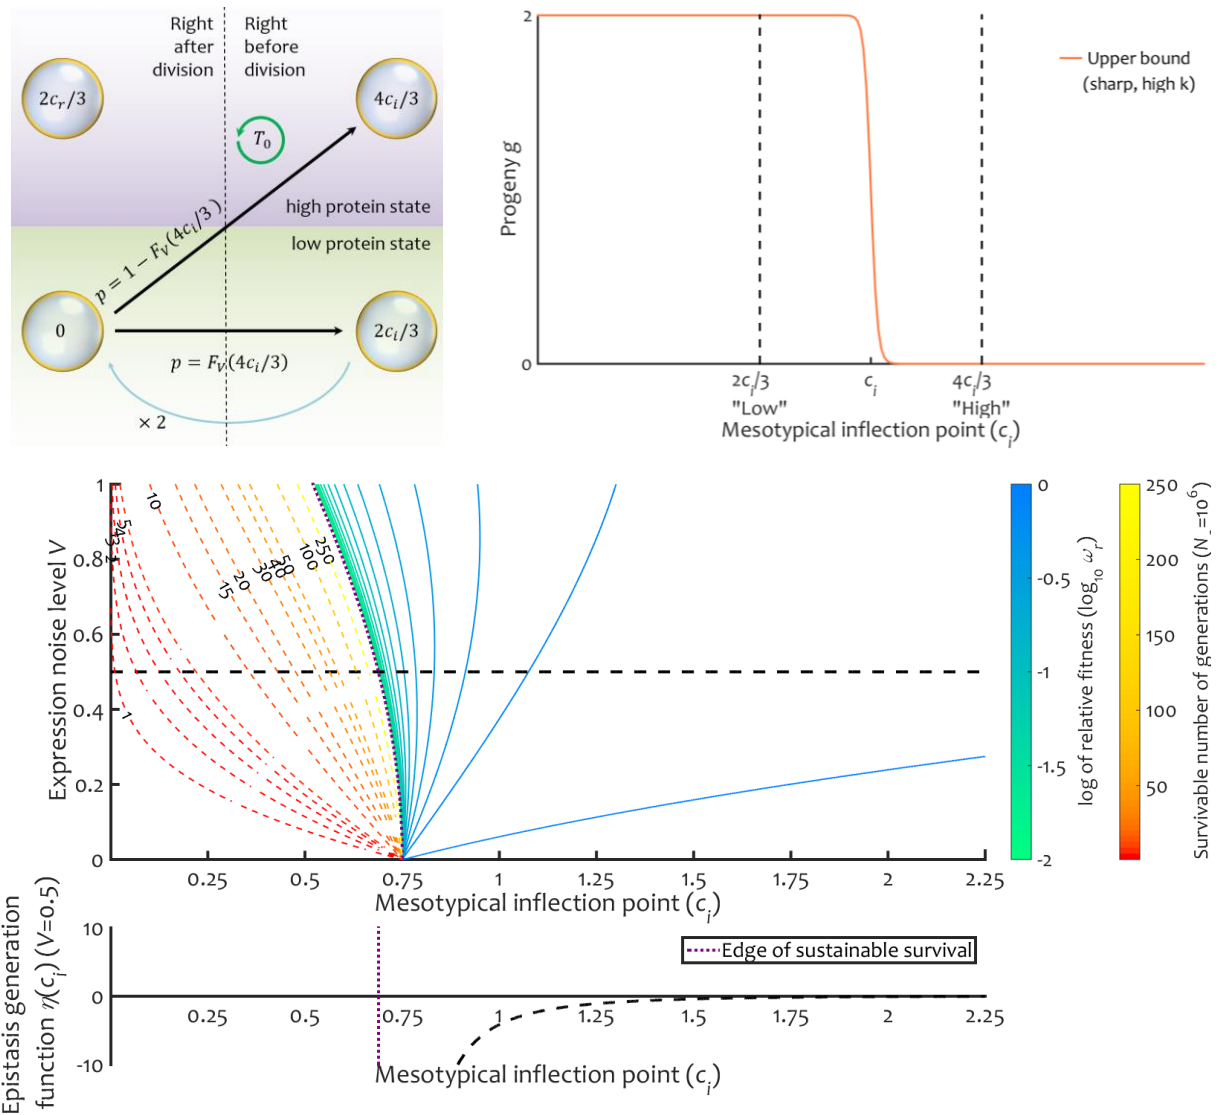 Right
after
division
Right
before
division
2c_r/3
4c_i/3
T_0
high protein state
low protein state
p = 1 − F_V(4c_i/3)
0
2c_i/3
p = F_V(4c_i/3)
× 2
2
Progeny g
0
Upper bound
(sharp, high k)
2c_i/3
"Low"
c_i
4c_i/3
"High"
Mesotypical inflection point (c_i)
Expression noise level V
1
0.8
0.6
0.4
0.2
0
1
2
3
4
5
10
15
20
30
40
50
100
250
0.25
0.5
0.75
1
1.25
1.5
1.75
2
2.25
Mesotypical inflection point (c_i)
0
-0.5
-1
-1.5
-2
log of relative fitness (log_10 ω_r)
250
200
150
100
50
Survivable number of generations (N_=10^6)
Epistasis generation
function η(c_i) (V=0.5)
10
0
-10
Edge of sustainable survival
0.25
0.5
0.75
1
1.25
1.5
1.75
2
2.25
Mesotypical inflection point (c_i)